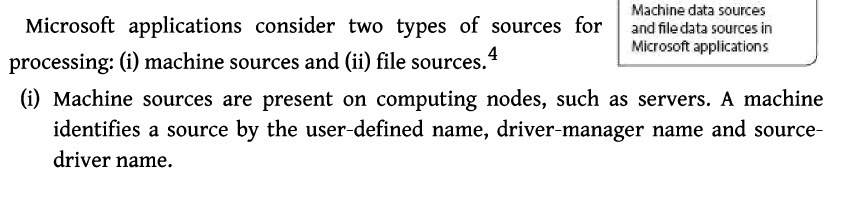 Machine data sources
and file data sources in
Microsoft applications
Microsoft applications consider two types of sources for
processing: (i) machine sources and (ii) file sources.4
(i) Machine sources are present on computing nodes, such as servers. A machine
identifies a source by the user-defined name, driver-manager name and source-
driver name.